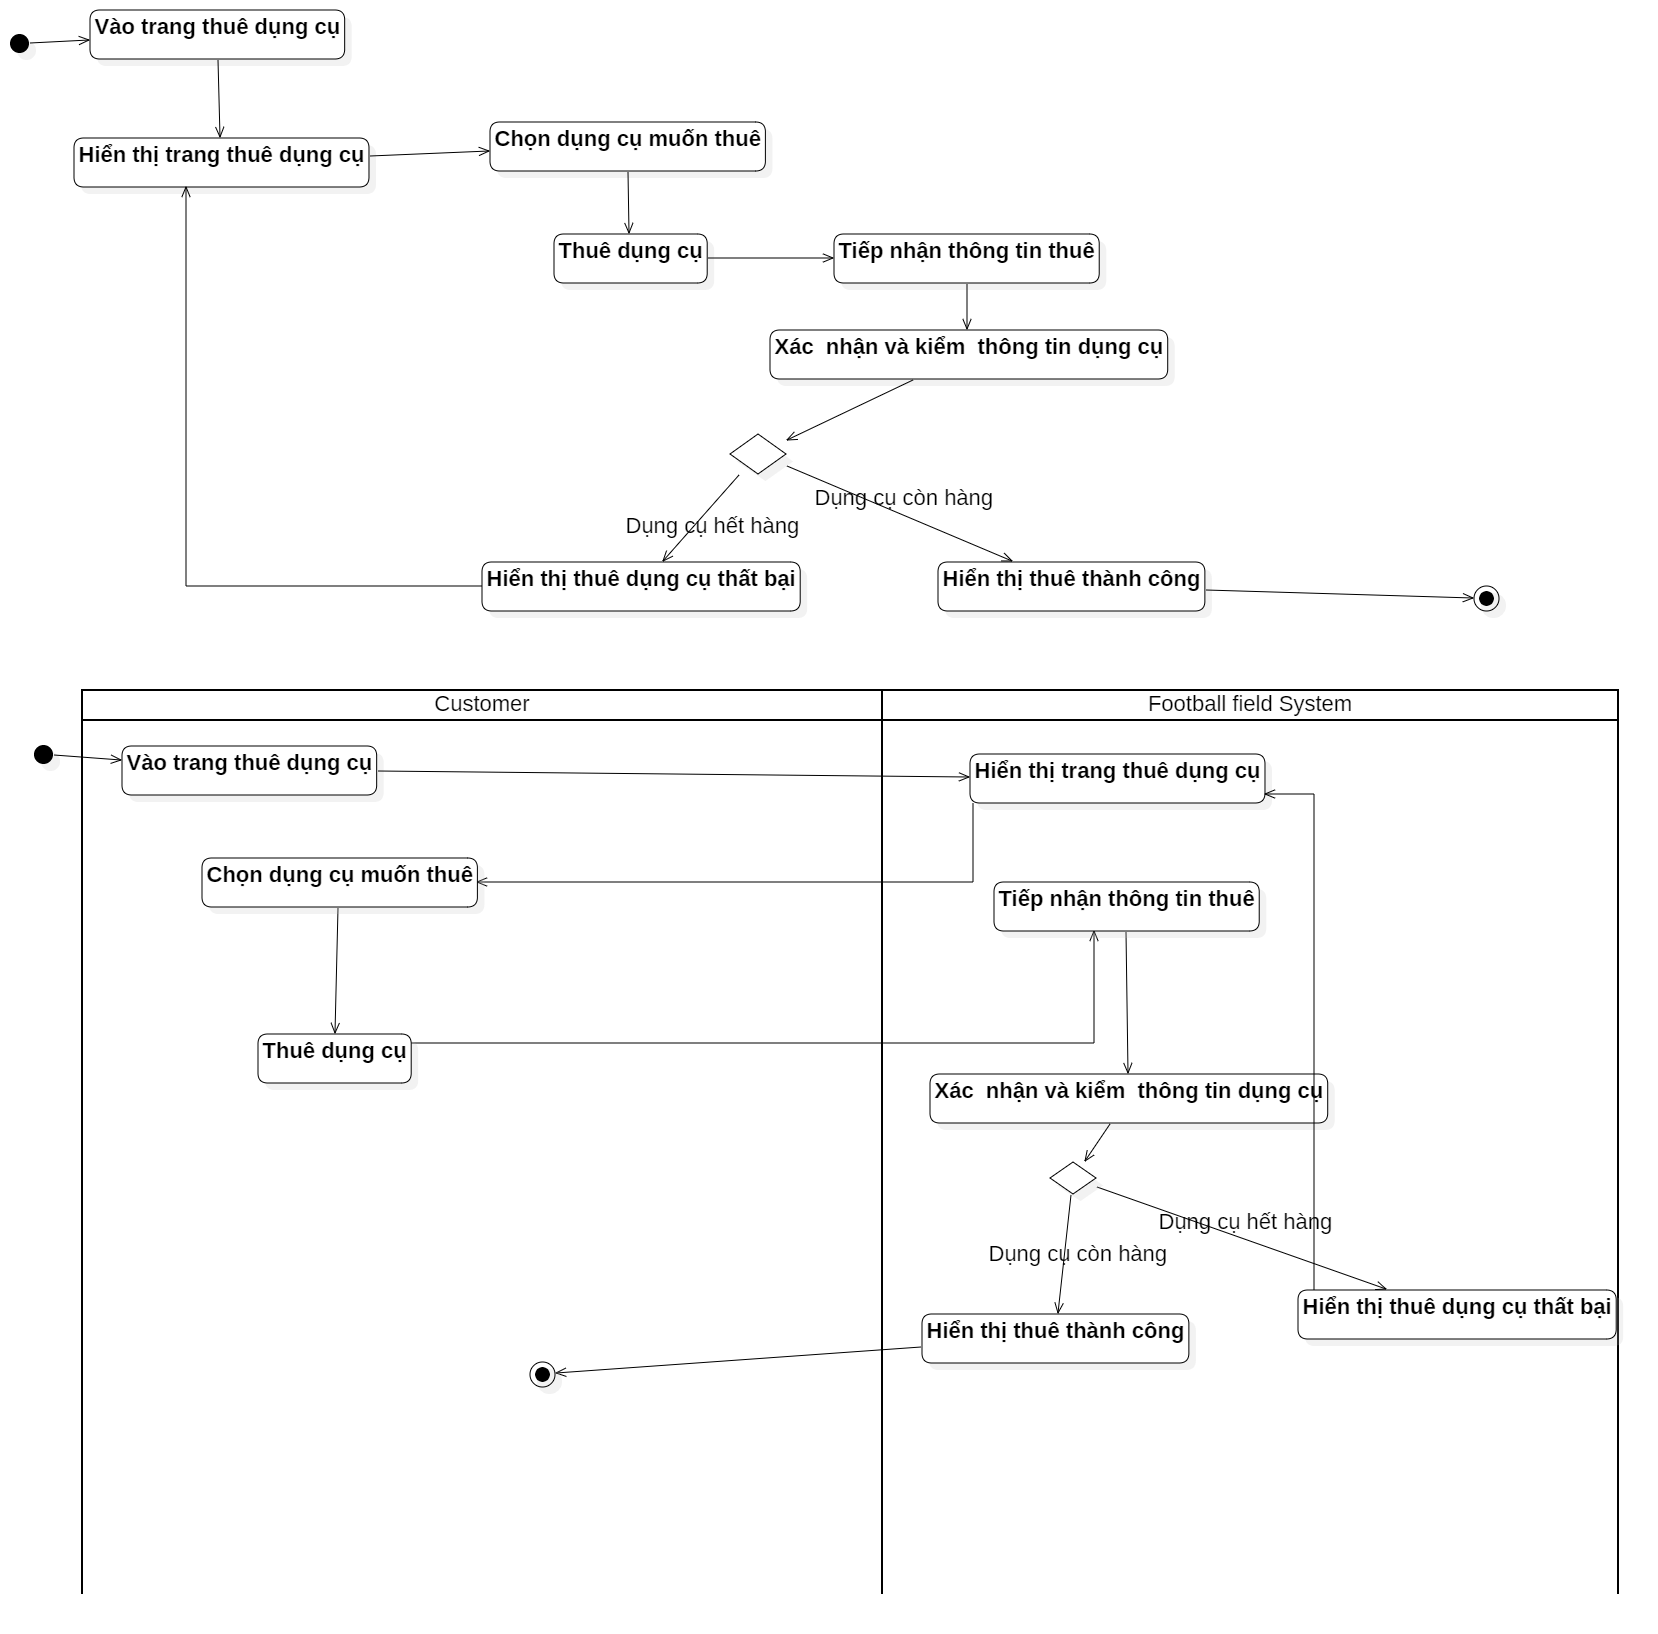 Vào trang thuê dụng cụ
Hiển thị trang thuê dụng cụ
Chọn dụng cụ muốn thuê
Thuê dụng cụ
Tiếp nhận thông tin thuê
Xác  nhận và kiểm  thông tin dụng cụ
Dụng cụ còn hàng
Dụng cụ hết hàng
Hiển thị thuê dụng cụ thất bại
Hiển thị thuê thành công
Customer
Football field System
Vào trang thuê dụng cụ
Hiển thị trang thuê dụng cụ
Chọn dụng cụ muốn thuê
Tiếp nhận thông tin thuê
Thuê dụng cụ
Xác  nhận và kiểm  thông tin dụng cụ
Dụng cụ hết hàng
Dụng cụ còn hàng
Hiển thị thuê dụng cụ thất bại
Hiển thị thuê thành công